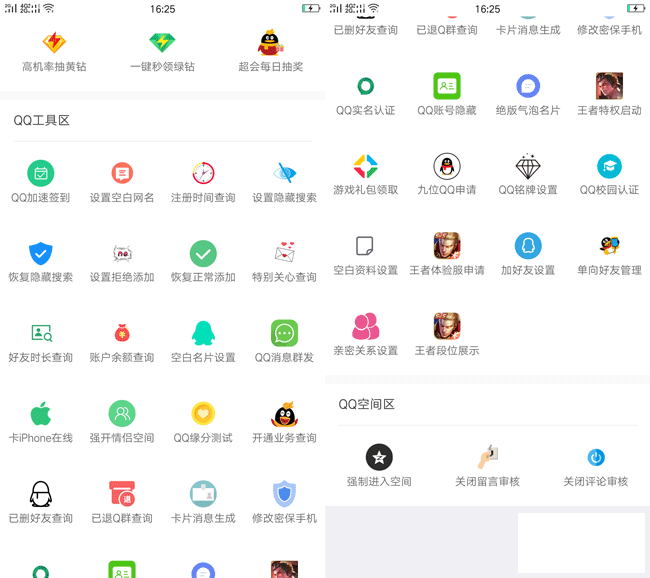 16:25
高机率抽黄钻
一键秒领绿钻
超会每日抽奖
QQ工具区
QQ加速签到
设置空白网名
注册时间查询
设置隐藏搜索
恢复隐藏搜索
设置拒绝添加
恢复正常添加
特别关心查询
好友时长查询
账户余额查询
空白名片设置
QQ消息群发
卡iPhone在线
强开情侣空间
QQ缘分测试
开通业务查询
已删好友查询
已退Q群查询
卡片消息生成
修改密保手机
16:25
已删好友查询
已退Q群查询
卡片消息生成
修改密保手机
QQ实名认证
QQ账号隐藏
绝版气泡名片
王者特权启动
游戏礼包领取
九位QQ申请
QQ铭牌设置
QQ校园认证
空白资料设置
王者体验服申请
加好友设置
单向好友管理
亲密关系设置
王者段位展示
QQ空间区
强制进入空间
关闭留言审核
关闭评论审核